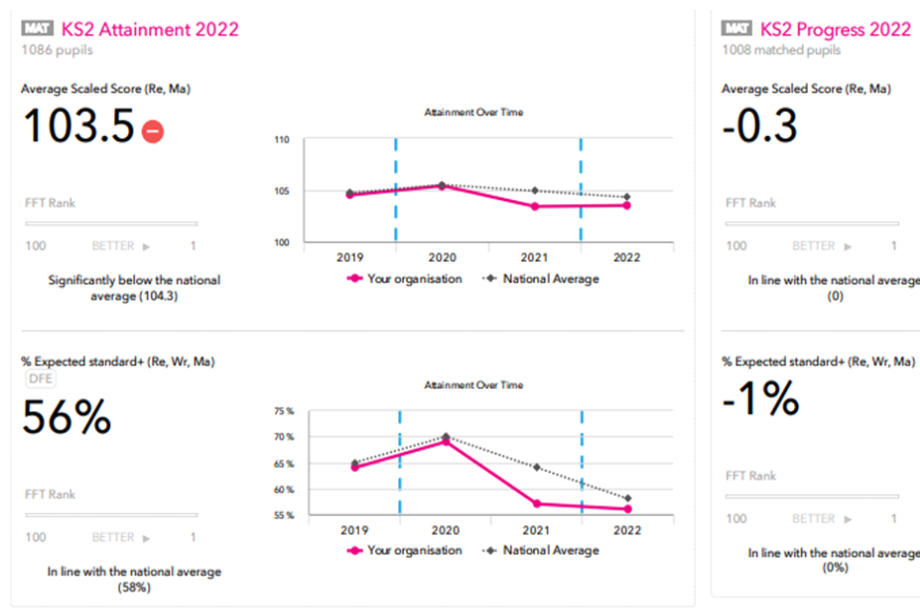 MAT KS2 Attainment 2022
1086 pupils
Average Scaled Score (Re, Ma)
103.5
FFT Rank
100 BETTER 1
Significantly below the national
average (104.3)
Attainment Over Time
110
105
100
2019 2020 2021 2022
Your organisation National Average
% Expected standard+ (Re, Wr, Ma)
DFE
56%
FFT Rank
100 BETTER 1
In line with the national average
(58%)
Attainment Over Time
75%
70%
65%
60%
55%
2019 2020 2021 2022
Your organisation National Average
MAT KS2 Progress 2022
1008 matched pupils
Average Scaled Score (Re, Ma)
-0.3
FFT Rank
100 BETTER 1
In line with the national average
(0)
% Expected standard+ (Re, Wr, Ma)
-1%
FFT Rank
100 BETTER 1
In line with the national average
(0%)